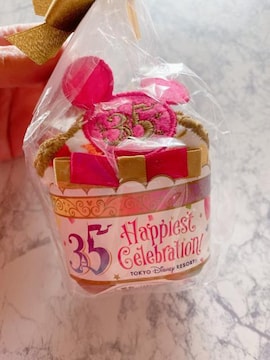 35
35 Happiest
Celebration!
TOKYO Disney RESORT